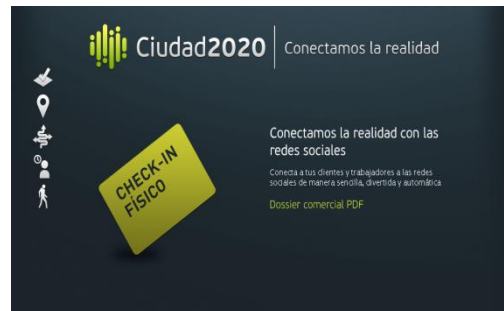 Ciudad2020
Conectamos la realidad
CHECK-IN
FÍSICO
Conectamos la realidad con las
redes sociales
Conecta a tus clientes y trabajadores a las redes
sociales de manera sencilla, divertida y automática
Dossier comercial PDF